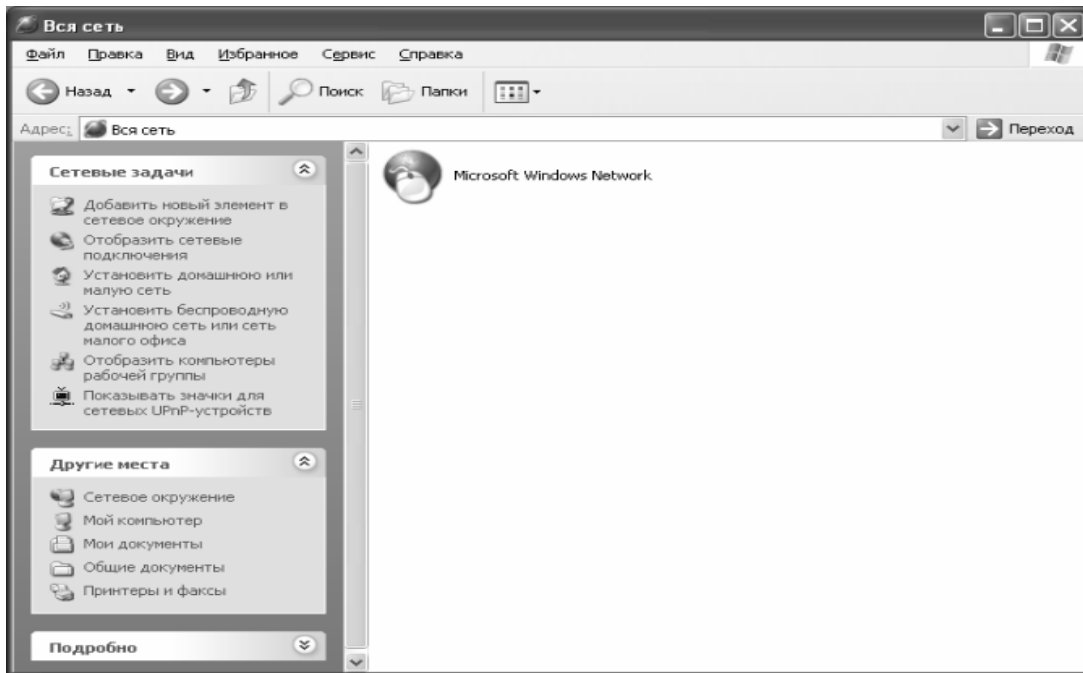 Вся сеть
Файл Правка Вид Избранное Сервис Справка
Назад Поиск Папки
Адрес: Вся сеть Переход
Сетевые задачи
Добавить новый элемент в
сетевое окружение
Отобразить сетевые
подключения
Установить домашнюю или
малую сеть
Установить беспроводную
домашнюю сеть или сеть
малого офиса
Отобразить компьютеры
рабочей группы
Показывать значки для
сетевых UPnP-устройств
Другие места
Сетевое окружение
Мой компьютер
Мои документы
Общие документы
Принтеры и факсы
Подробно
Microsoft Windows Network